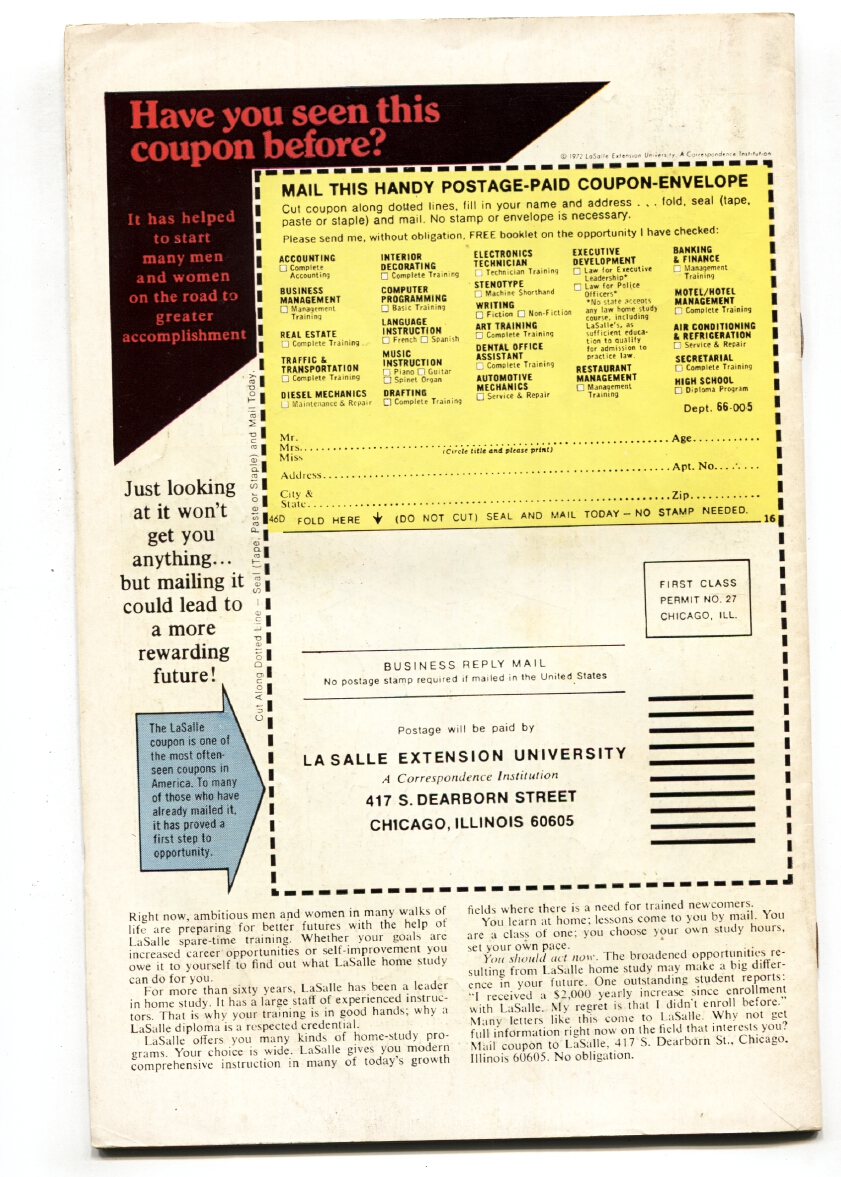 Have you seen this
coupon before?
© 1972 LaSalle Extension University, A Correspondence Institution
It has helped
to start
many men
and women
on the road to
greater
accomplishment
MAIL THIS HANDY POSTAGE-PAID COUPON-ENVELOPE
Cut coupon along dotted lines, fill in your name and address . . . fold, seal (tape,
paste or staple) and mail. No stamp or envelope is necessary.
Please send me, without obligation, FREE booklet on the opportunity I have checked:
ACCOUNTING
☐ Complete
Accounting
BUSINESS
MANAGEMENT
☐ Management
Training
REAL ESTATE
☐ Complete Training
TRAFFIC &
TRANSPORTATION
☐ Complete Training
DIESEL MECHANICS
☐ Maintenance & Repair
INTERIOR
DECORATING
☐ Complete Training
COMPUTER
PROGRAMMING
☐ Basic Training
LANGUAGE
INSTRUCTION
☐ French ☐ Spanish
MUSIC
INSTRUCTION
☐ Piano ☐ Guitar
☐ Spinet Organ
DRAFTING
☐ Complete Training
ELECTRONICS
TECHNICIAN
☐ Technician Training
STENOTYPE
☐ Machine Shorthand
WRITING
☐ Fiction ☐ Non-Fiction
ART TRAINING
☐ Complete Training
DENTAL OFFICE
ASSISTANT
☐ Complete Training
AUTOMOTIVE
MECHANICS
☐ Service & Repair
EXECUTIVE
DEVELOPMENT
☐ Law for Executive
Leadership*
☐ Law for Police
Officers*
*No state accepts
any law home study
course, including
LaSalle's, as
sufficient educa-
tion to qualify
for admission to
practice law.
RESTAURANT
MANAGEMENT
☐ Management
Training
BANKING
& FINANCE
☐ Management
Training
MOTEL/HOTEL
MANAGEMENT
☐ Complete Training
AIR CONDITIONING
& REFRIGERATION
☐ Service & Repair
SECRETARIAL
☐ Complete Training
HIGH SCHOOL
☐ Diploma Program
Dept. 66-005
Mr.
Mrs. Age
Miss (Circle title and please print)
Address Apt. No.
City &
State Zip
46D FOLD HERE ↓ (DO NOT CUT) SEAL AND MAIL TODAY – NO STAMP NEEDED. 16
Cut Along Dotted Line — Seal (Tape, Paste or Staple) and Mail Today.
Just looking
at it won't
get you
anything...
but mailing it
could lead to
a more
rewarding
future!
The LaSalle
coupon is one of
the most often-
seen coupons in
America. To many
of those who have
already mailed it,
it has proved a
first step to
opportunity.
FIRST CLASS
PERMIT NO. 27
CHICAGO, ILL.
BUSINESS REPLY MAIL
No postage stamp required if mailed in the United States
Postage will be paid by
LA SALLE EXTENSION UNIVERSITY
A Correspondence Institution
417 S. DEARBORN STREET
CHICAGO, ILLINOIS 60605
Right now, ambitious men and women in many walks of
life are preparing for better futures with the help of
LaSalle spare-time training. Whether your goals are
increased career opportunities or self-improvement you
owe it to yourself to find out what LaSalle home study
can do for you.
For more than sixty years, LaSalle has been a leader
in home study. It has a large staff of experienced instruc-
tors. That is why your training is in good hands; why a
LaSalle diploma is a respected credential.
LaSalle offers you many kinds of home-study pro-
grams. Your choice is wide. LaSalle gives you modern
comprehensive instruction in many of today's growth
fields where there is a need for trained newcomers.
You learn at home; lessons come to you by mail. You
are a class of one; you choose your own study hours,
set your own pace.
You should act now. The broadened opportunities re-
sulting from LaSalle home study may make a big differ-
ence in your future. One outstanding student reports:
"I received a $2,000 yearly increase since enrollment
with LaSalle. My regret is that I didn't enroll before."
Many letters like this come to LaSalle. Why not get
full information right now on the field that interests you?
Mail coupon to LaSalle, 417 S. Dearborn St., Chicago,
Illinois 60605. No obligation.